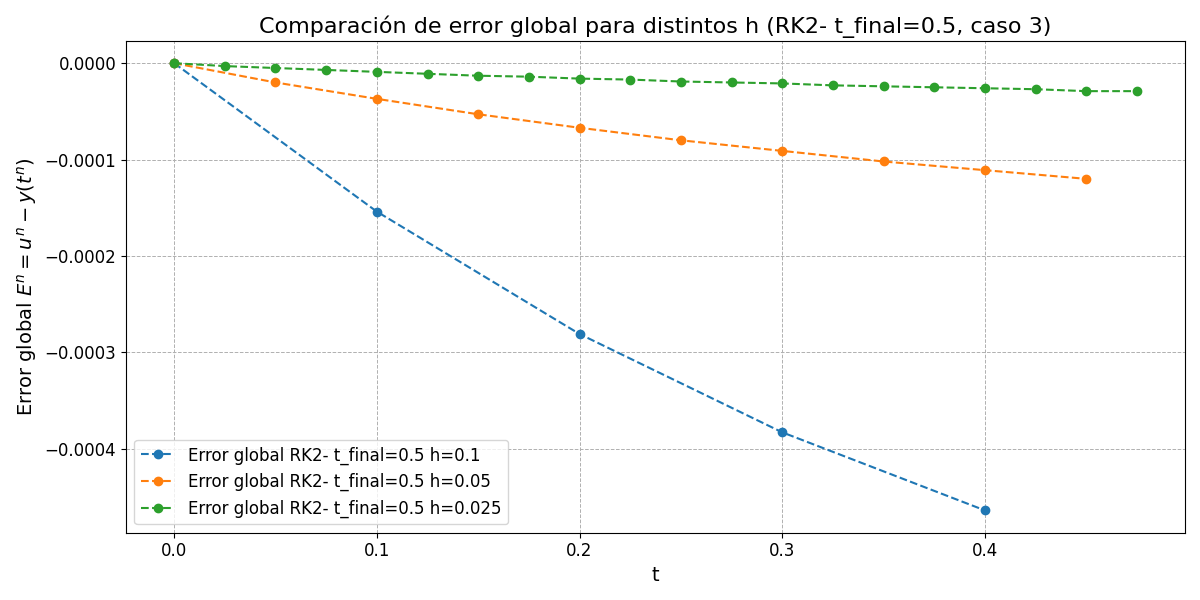 Comparación de error global para distintos h (RK2- t_final=0.5, caso 3)
Error global Eⁿ = uⁿ − y(tⁿ)
0.0000
−0.0001
−0.0002
−0.0003
−0.0004
Error global RK2- t_final=0.5 h=0.1
Error global RK2- t_final=0.5 h=0.05
Error global RK2- t_final=0.5 h=0.025
0.0 0.1 0.2 0.3 0.4
t